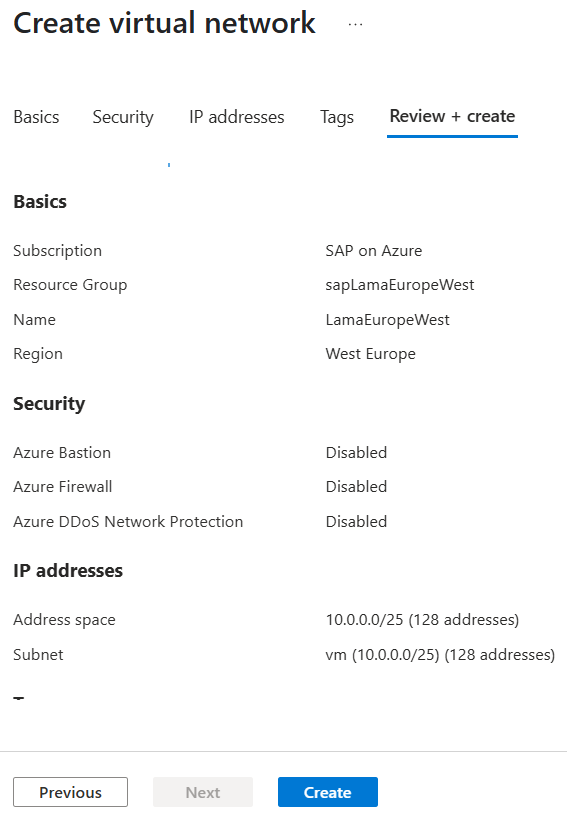 Create virtual network ...
Basics Security IP addresses Tags Review + create
Basics
Subscription SAP on Azure
Resource Group sapLamaEuropeWest
Name LamaEuropeWest
Region West Europe
Security
Azure Bastion Disabled
Azure Firewall Disabled
Azure DDoS Network Protection Disabled
IP addresses
Address space 10.0.0.0/25 (128 addresses)
Subnet vm (10.0.0.0/25) (128 addresses)
Previous Next Create